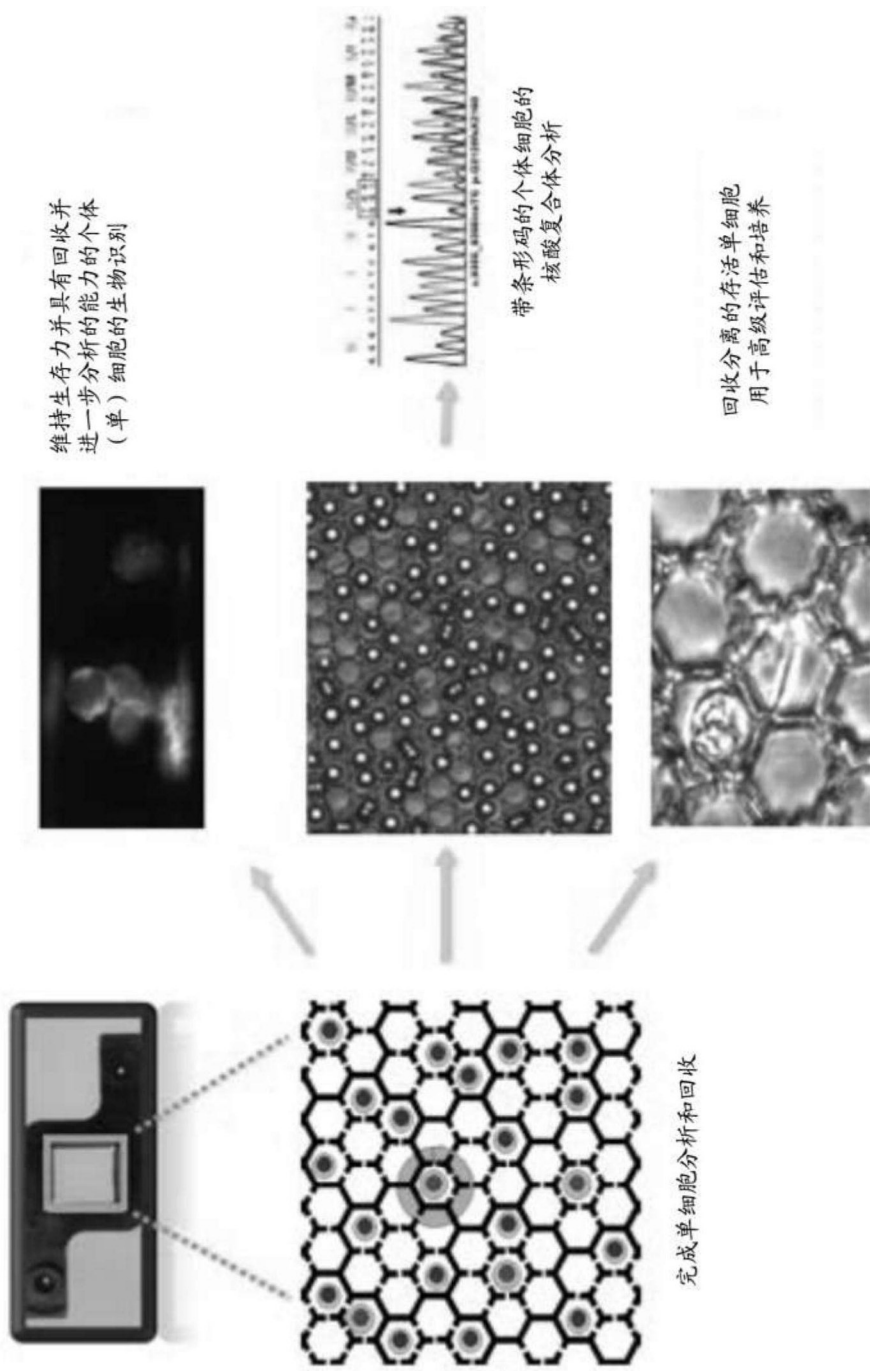 维持生存力并具有回收并
进一步分析的能力的个体
（单）细胞的生物识别
带条形码的个体细胞的
核酸复合体分析
回收分离的存活单细胞
用于高级评估和培养
完成单细胞分析和回收